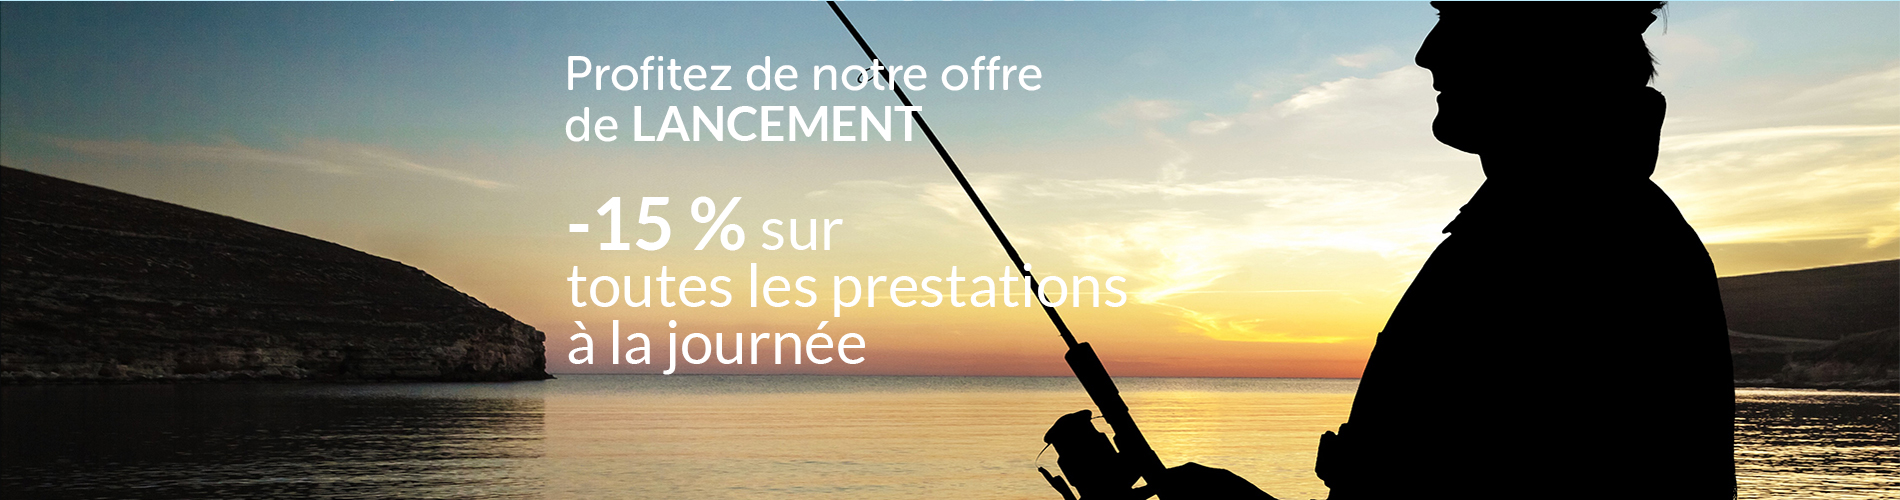 Profitez de notre offre
de LANCEMENT
-15 % sur
toutes les prestations
à la journée